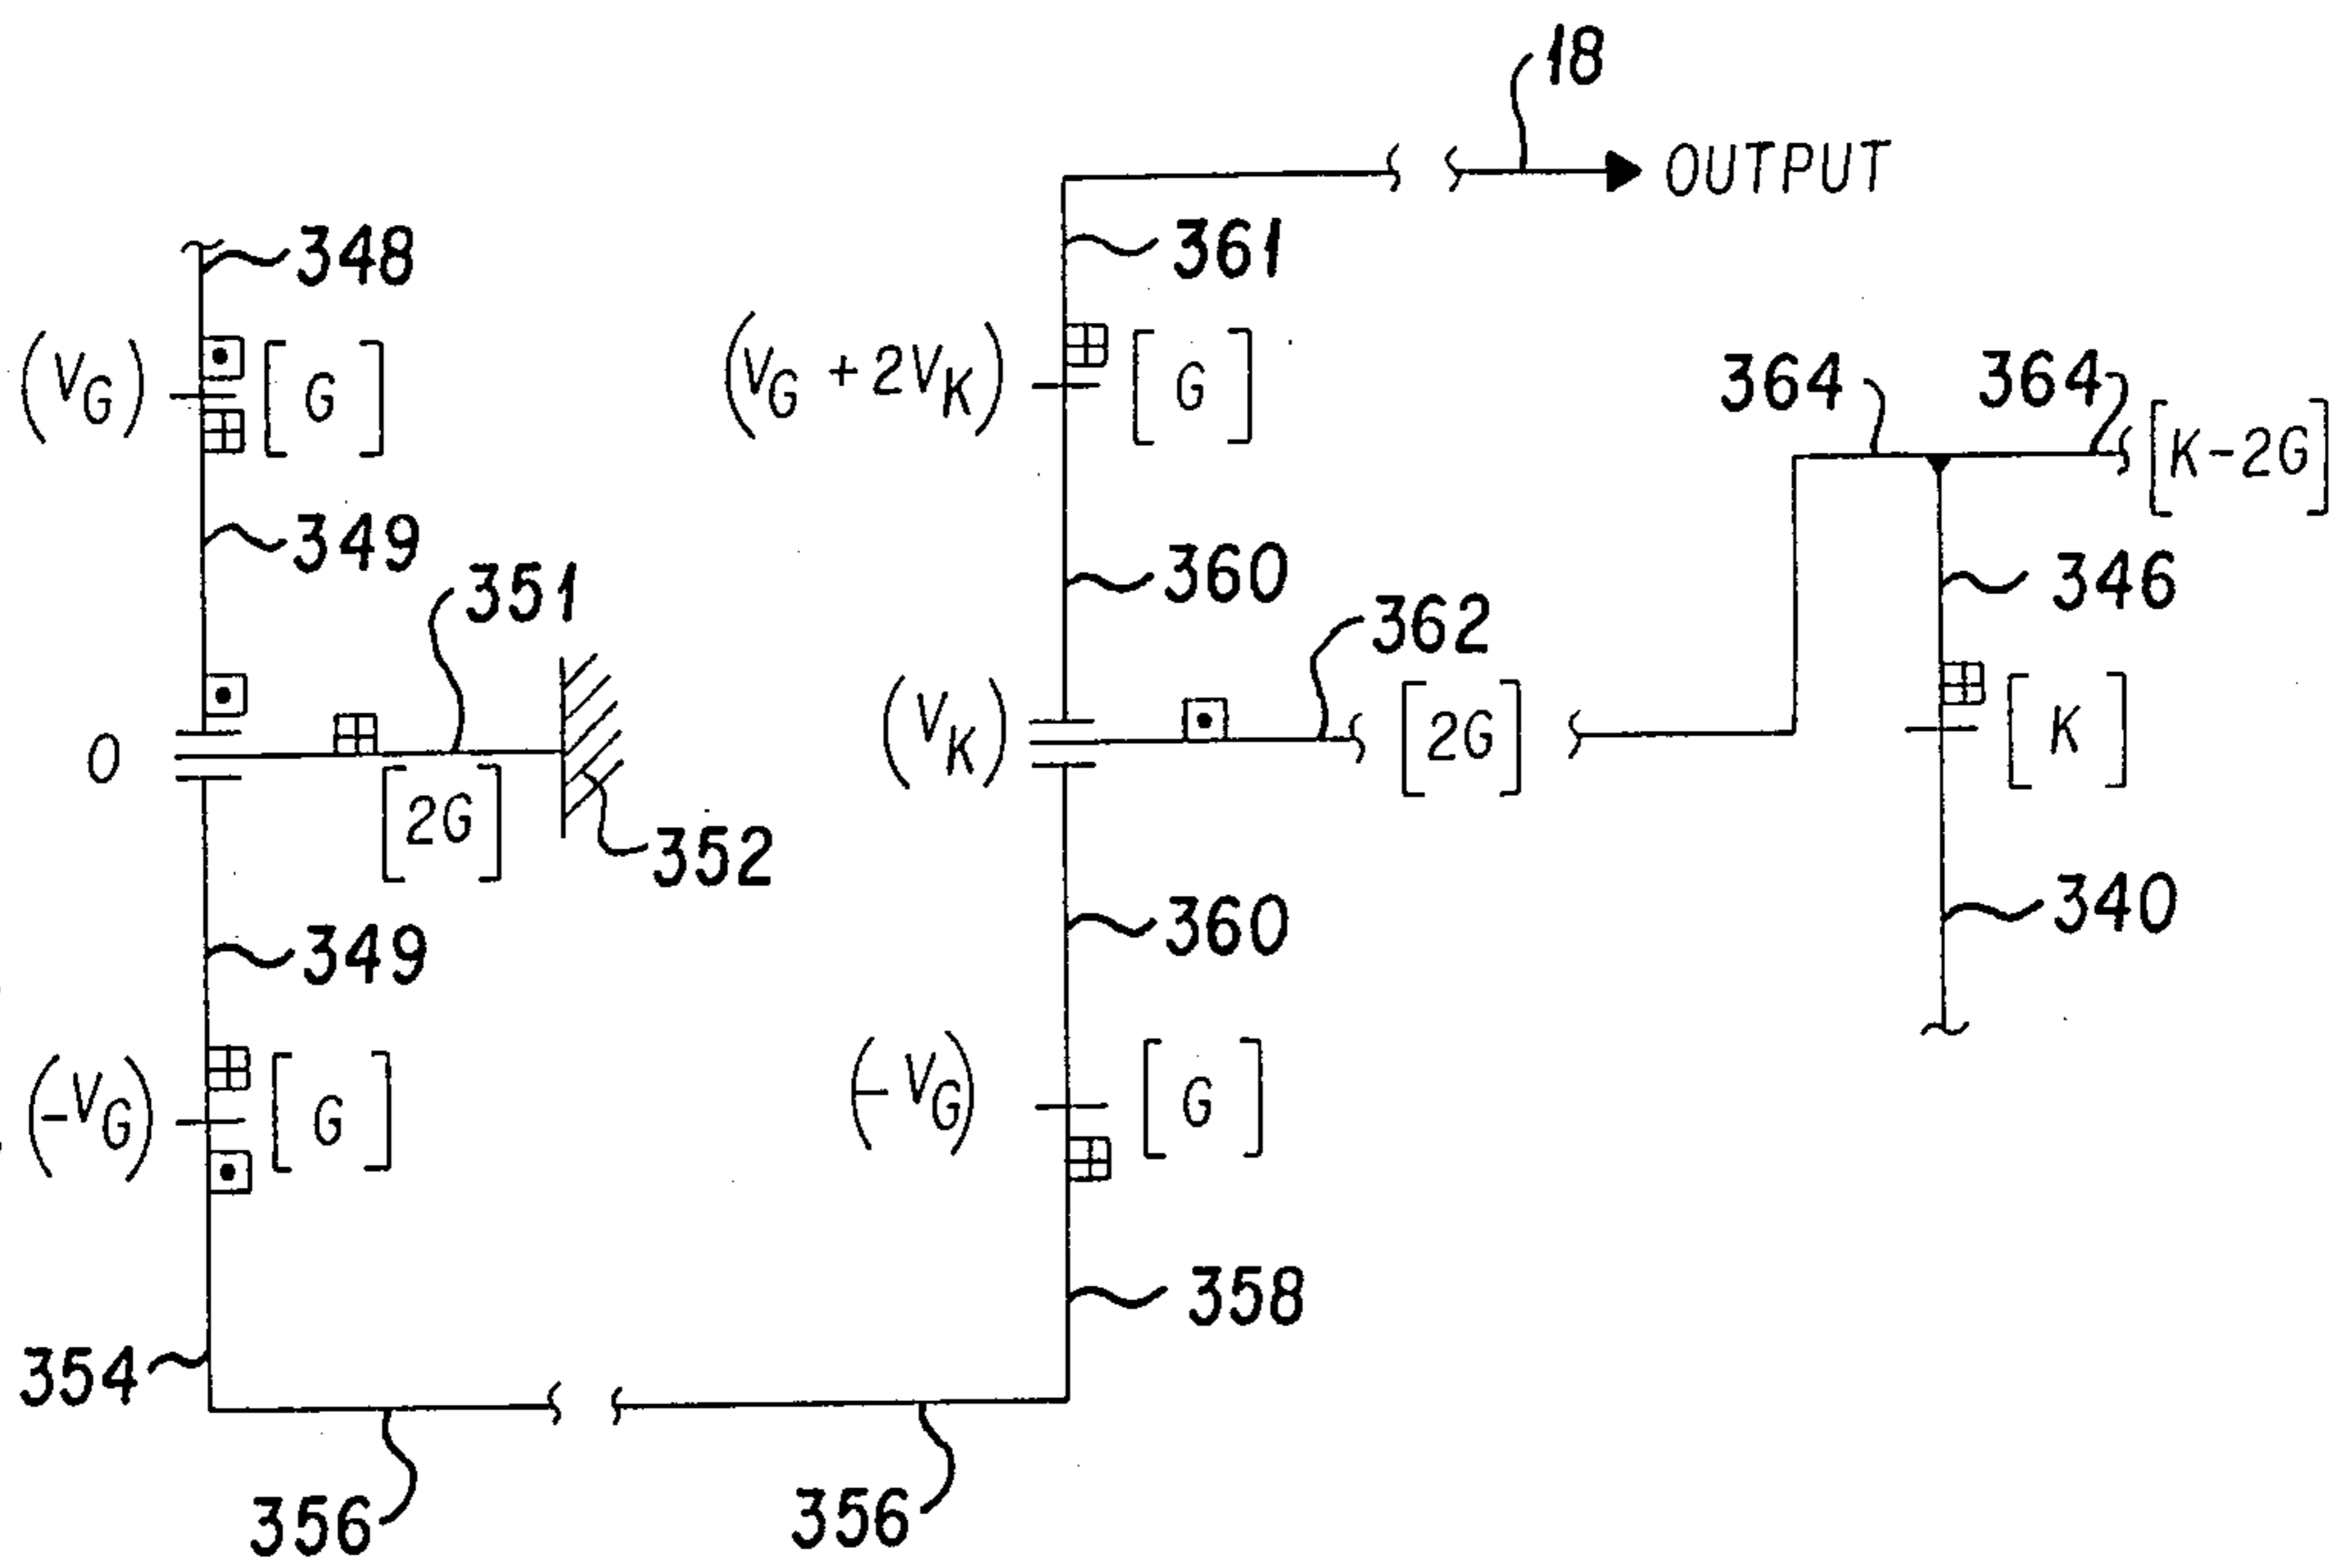 18
OUTPUT
348
361
(VG)
[G]
(VG +2VK)
[G]
364
364
[K-2G]
349
351
360
362
346
0
[2G]
352
(VK)
[2G]
[K]
349
360
340
(-VG)
[G]
(-VG)
[G]
358
354
356
356